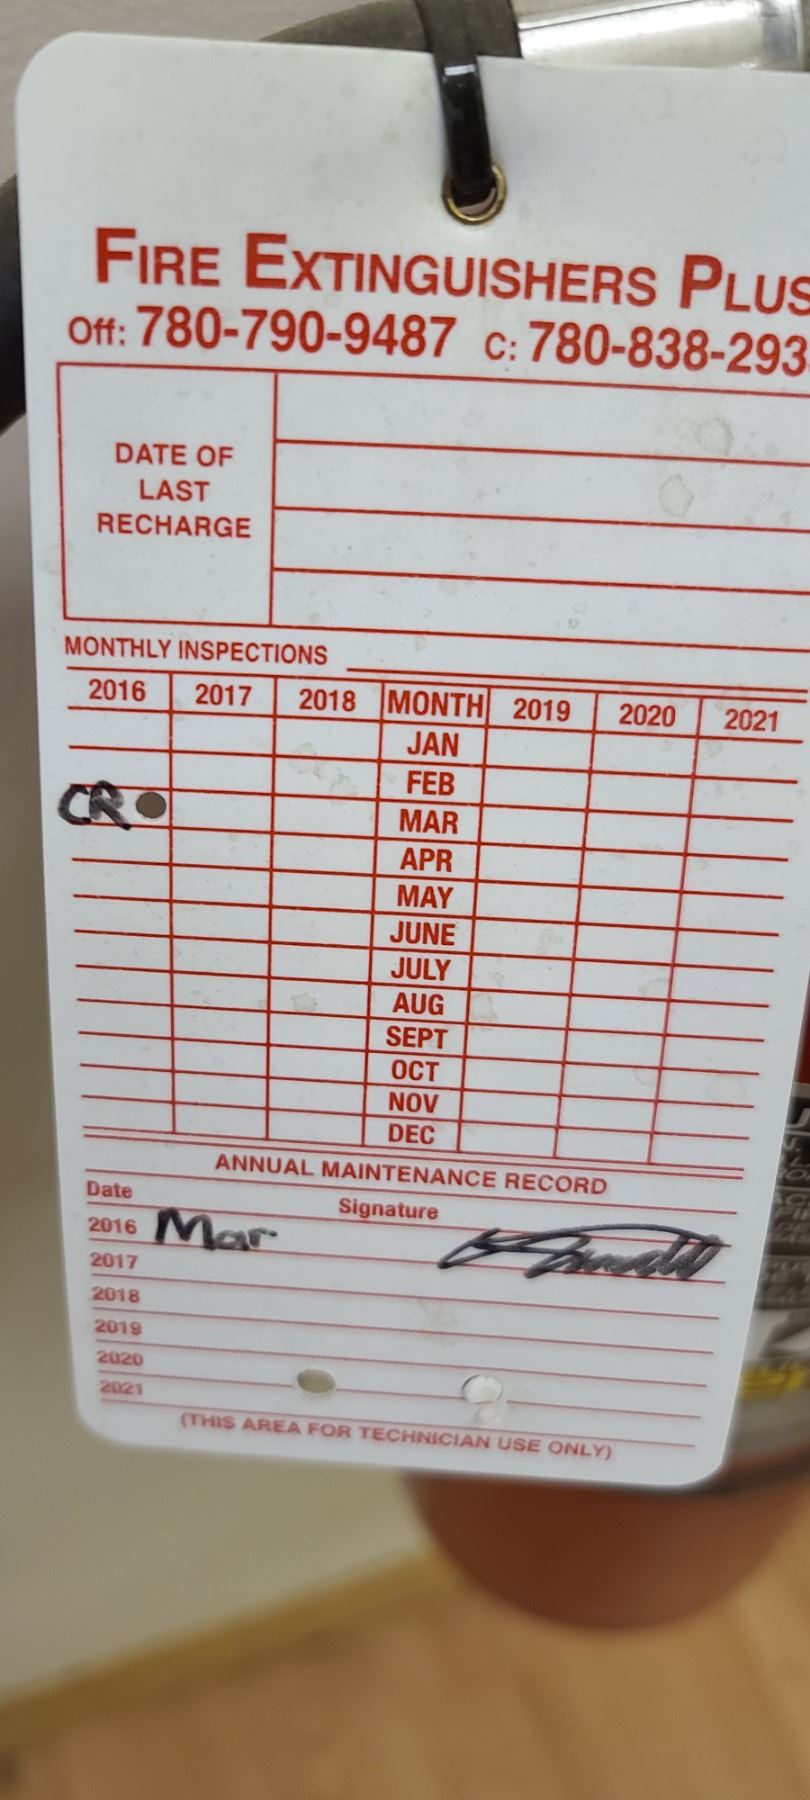 FIRE EXTINGUISHERS PLUS
Off: 780-790-9487 C: 780-838-293
DATE OF
LAST
RECHARGE
MONTHLY INSPECTIONS
2016 2017 2018 MONTH 2019 2020 2021
JAN
FEB
CR MAR
APR
MAY
JUNE
JULY
AUG
SEPT
OCT
NOV
DEC
ANNUAL MAINTENANCE RECORD
Date Signature
2016 Mar
2017
2018
2019
2020
2021
(THIS AREA FOR TECHNICIAN USE ONLY)